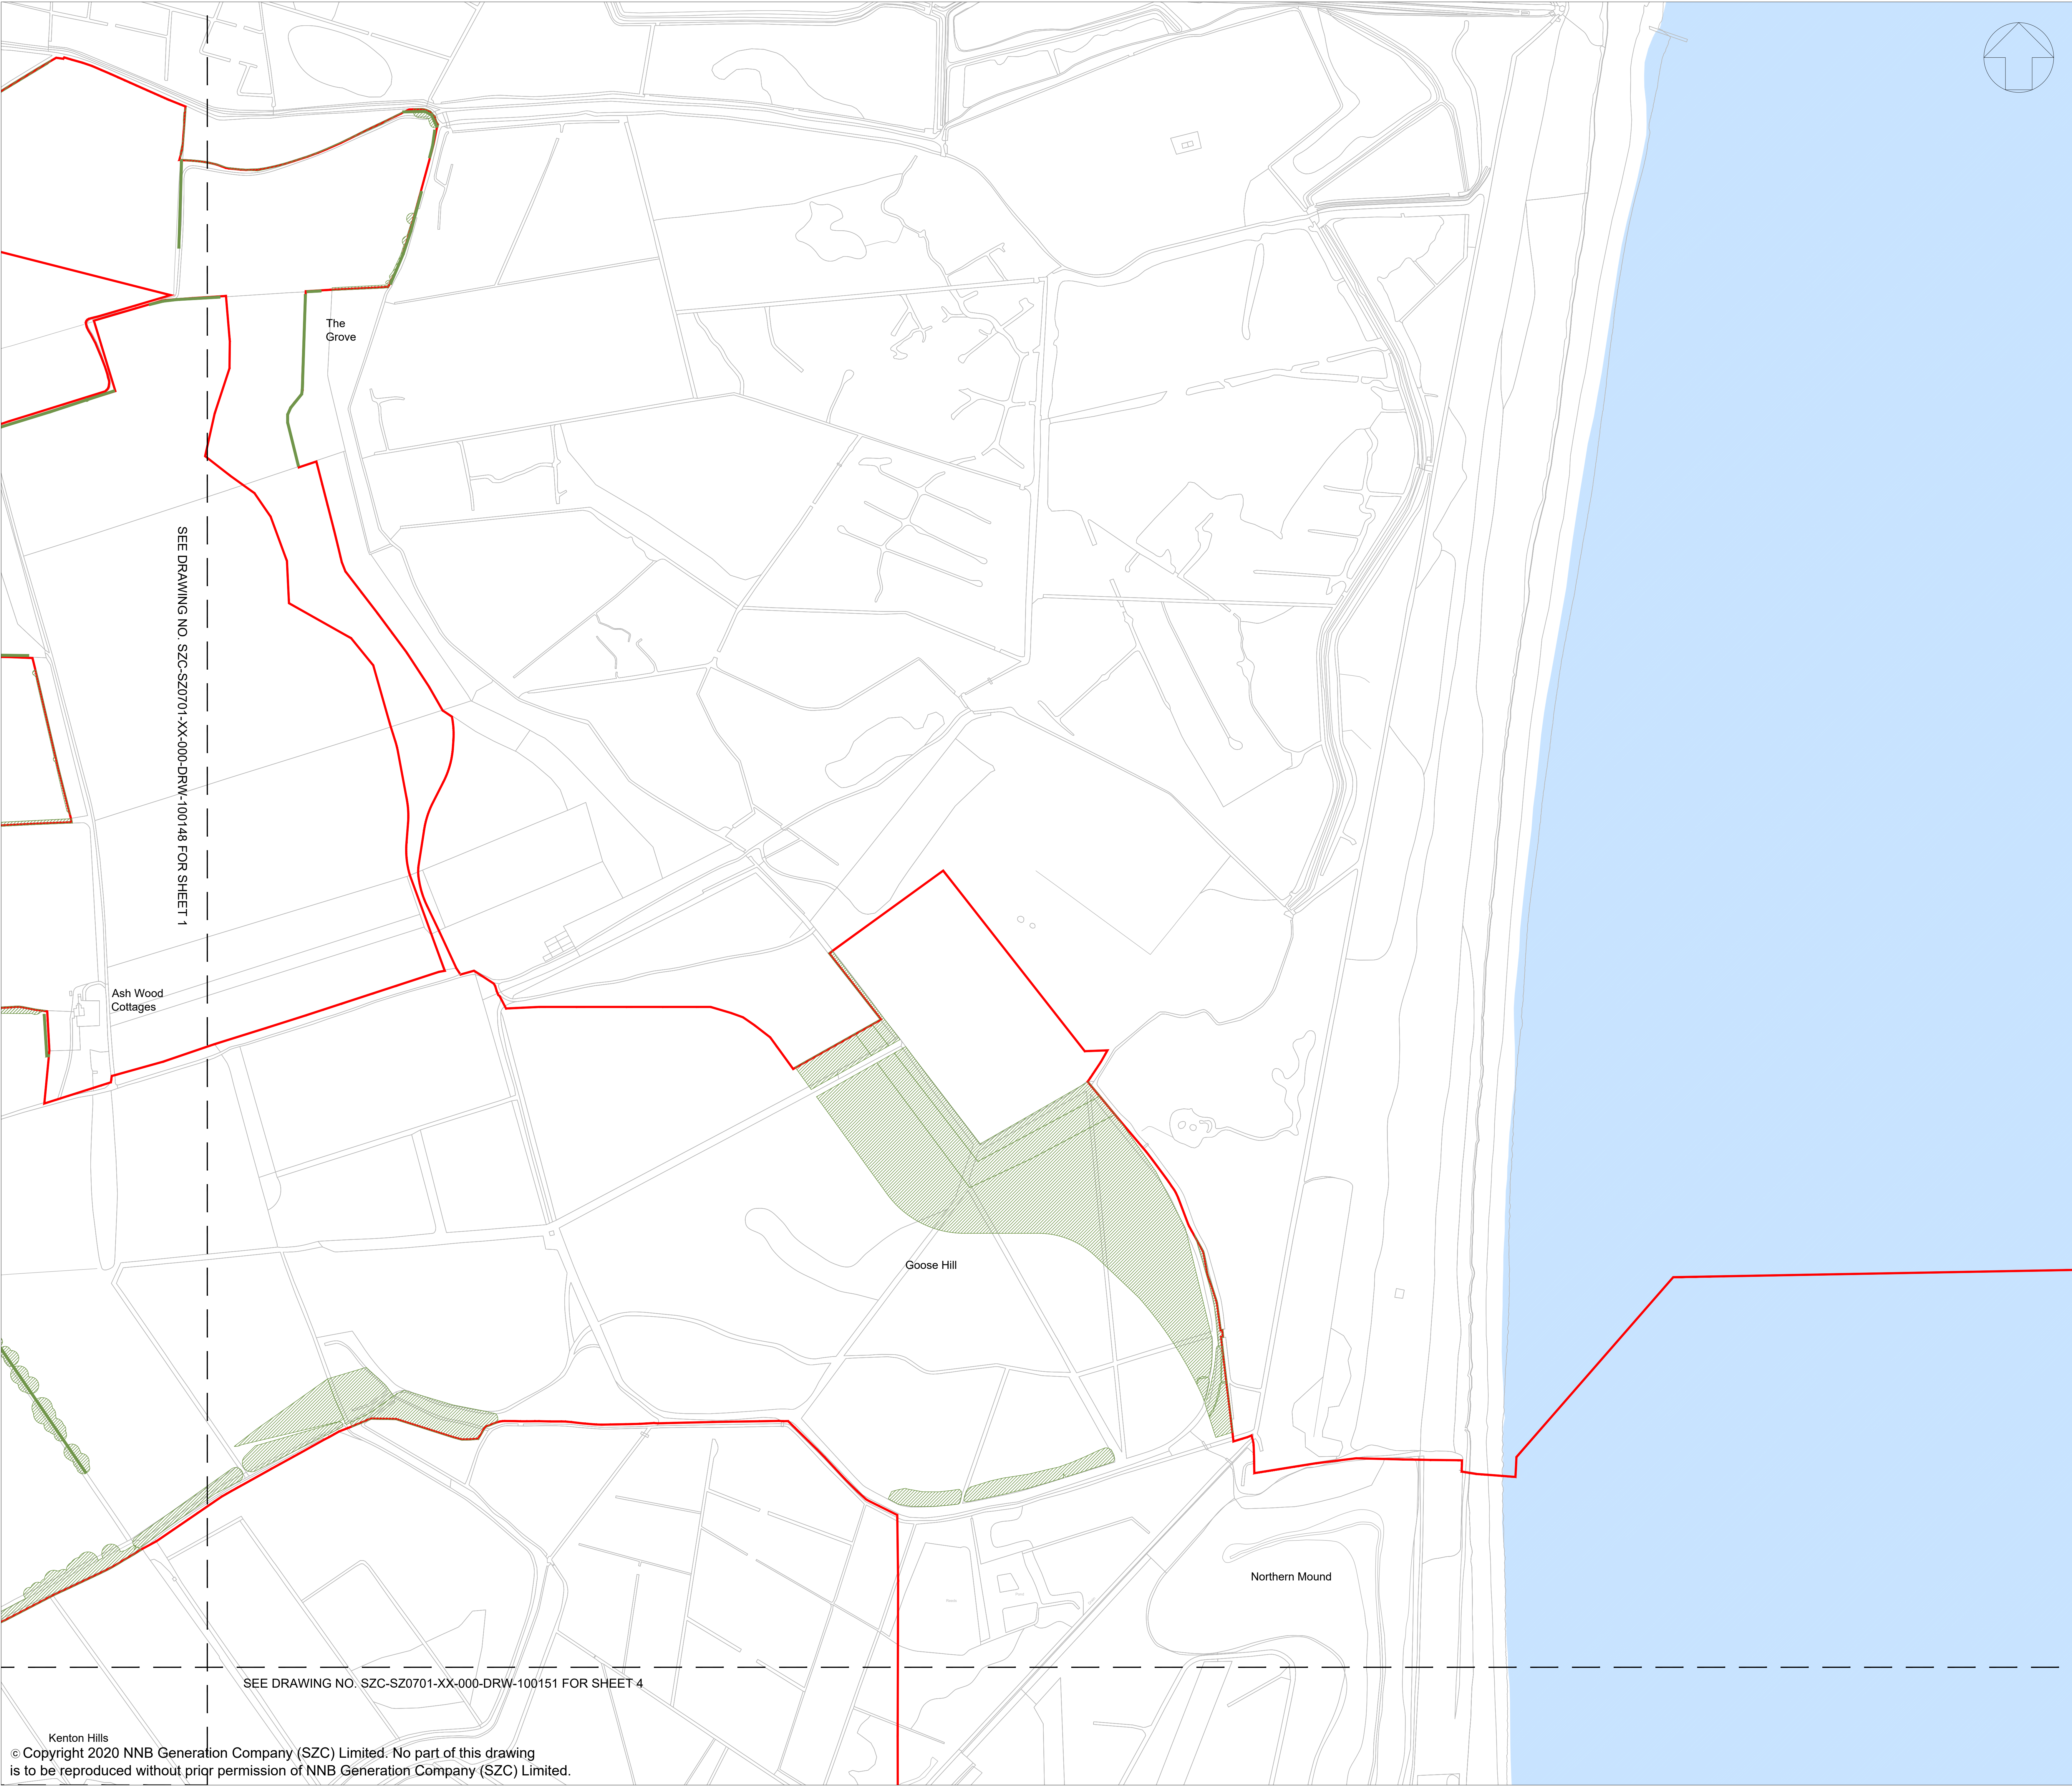 The
Grove
SEE DRAWING NO. SZC-SZ0701-XX-000-DRW-100148 FOR SHEET 1
Ash Wood
Cottages
Goose Hill
Northern Mound
SEE DRAWING NO. SZC-SZ0701-XX-000-DRW-100151 FOR SHEET 4
Kenton Hills
© Copyright 2020 NNB Generation Company (SZC) Limited. No part of this drawing
is to be reproduced without prior permission of NNB Generation Company (SZC) Limited.